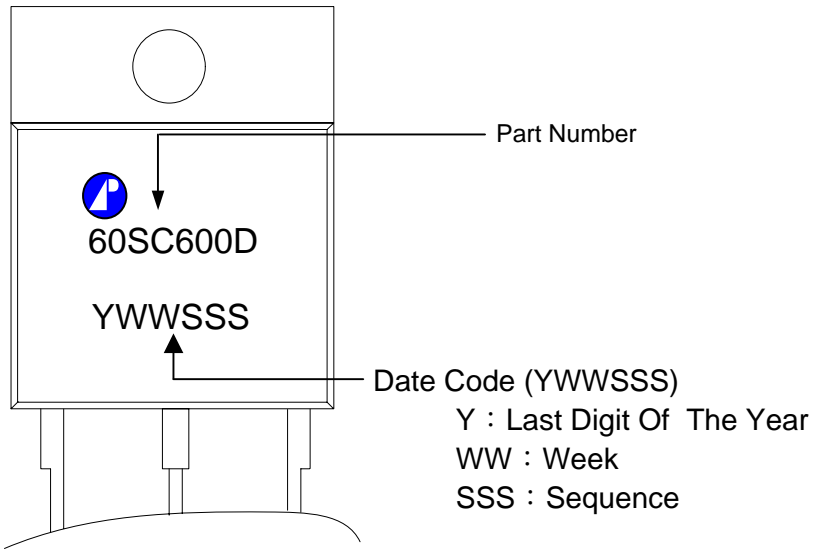 Part Number
60SC600D
YWWSSS
Date Code (YWWSSS)
Y：Last Digit Of The Year
WW：Week
SSS：Sequence